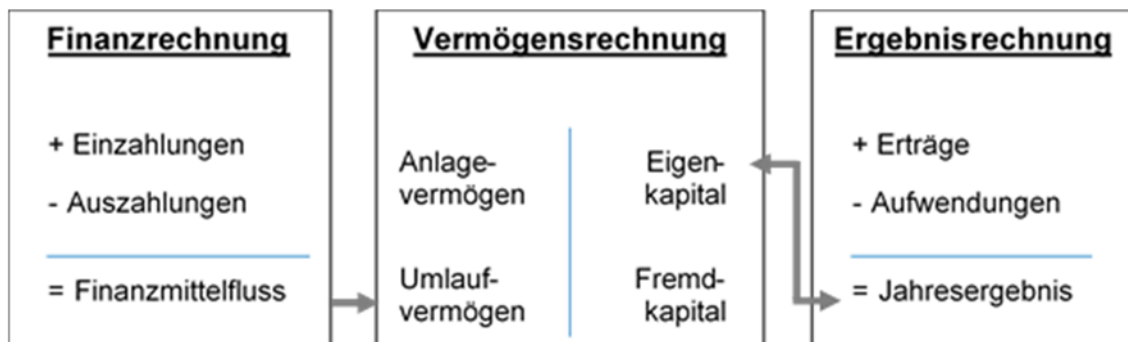 Finanzrechnung
+ Einzahlungen
- Auszahlungen
= Finanzmittelfluss
Vermögensrechnung
Anlage-
vermögen
Umlauf-
vermögen
Eigen-
kapital
Fremd-
kapital
Ergebnisrechnung
+ Erträge
- Aufwendungen
= Jahresergebnis